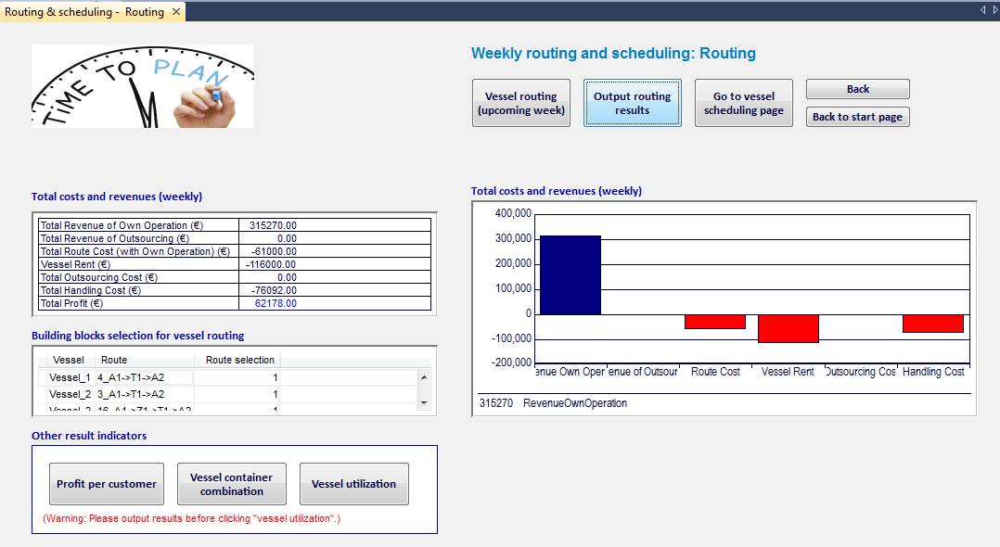 Routing & scheduling - Routing ×
TIME TO PLAN
Weekly routing and scheduling: Routing
Vessel routing
(upcoming week)
Output routing
results
Go to vessel
scheduling page
Back
Back to start page
Total costs and revenues (weekly)
Total Revenue of Own Operation (€) 315270.00
Total Revenue of Outsourcing (€) 0.00
Total Route Cost (with Own Operation) (€) -61000.00
Vessel Rent (€) -116000.00
Total Outsourcing Cost (€) 0.00
Total Handling Cost (€) -76092.00
Total Profit (€) 62178.00
Building blocks selection for vessel routing
Vessel Route Route selection
Vessel_1 4_A1->T1->A2 1
Vessel_2 3_A1->T1->A2 1
Other result indicators
Profit per customer
Vessel container
combination
Vessel utilization
(Warning: Please output results before clicking "vessel utilization".)
Total costs and revenues (weekly)
400,000
300,000
200,000
100,000
0
-100,000
-200,000
enue Own Oper enue of Outsour Route Cost Vessel Rent Outsourcing Cos Handling Cost
315270 RevenueOwnOperation